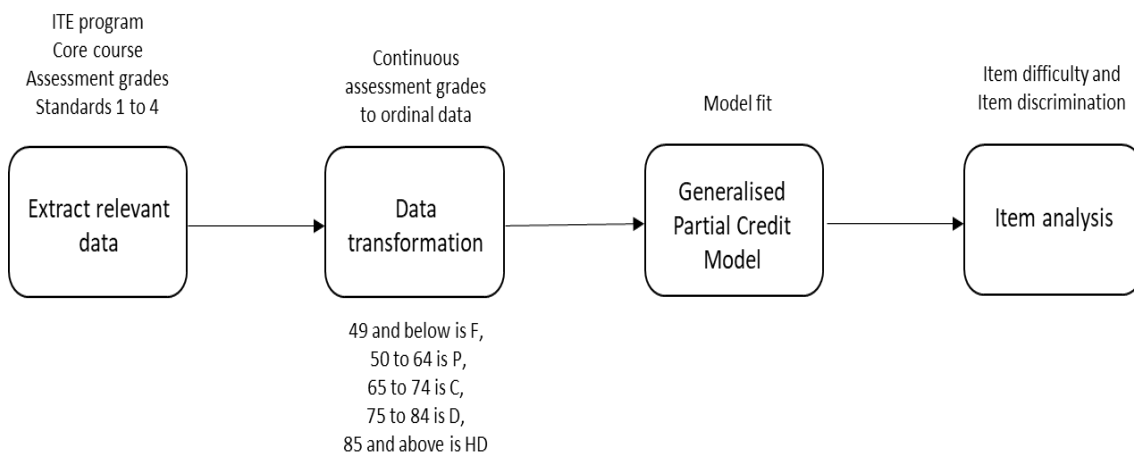 ITE program
Core course
Assessment grades
Standards 1 to 4
Extract relevant
data
Continuous
assessment grades
to ordinal data
Data
transformation
49 and below is F,
50 to 64 is P,
65 to 74 is C,
75 to 84 is D,
85 and above is HD
Model fit
Generalised
Partial Credit
Model
Item difficulty and
Item discrimination
Item analysis